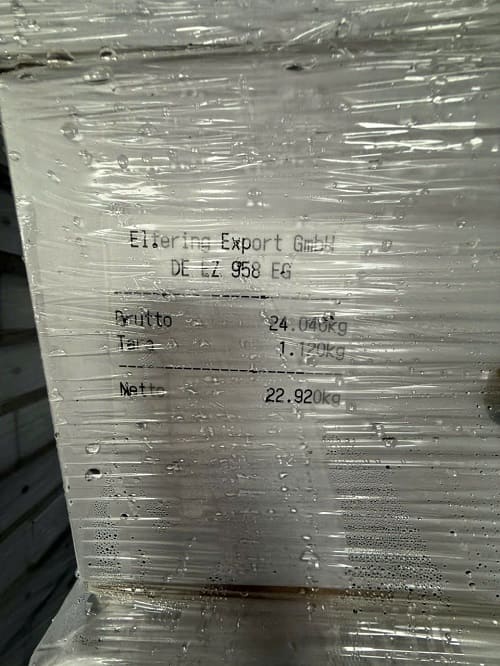 Elfering Export GmbH
DE EZ 958 EG
Brutto 24.040kg
Tara 1.120kg
Netto 22.920kg